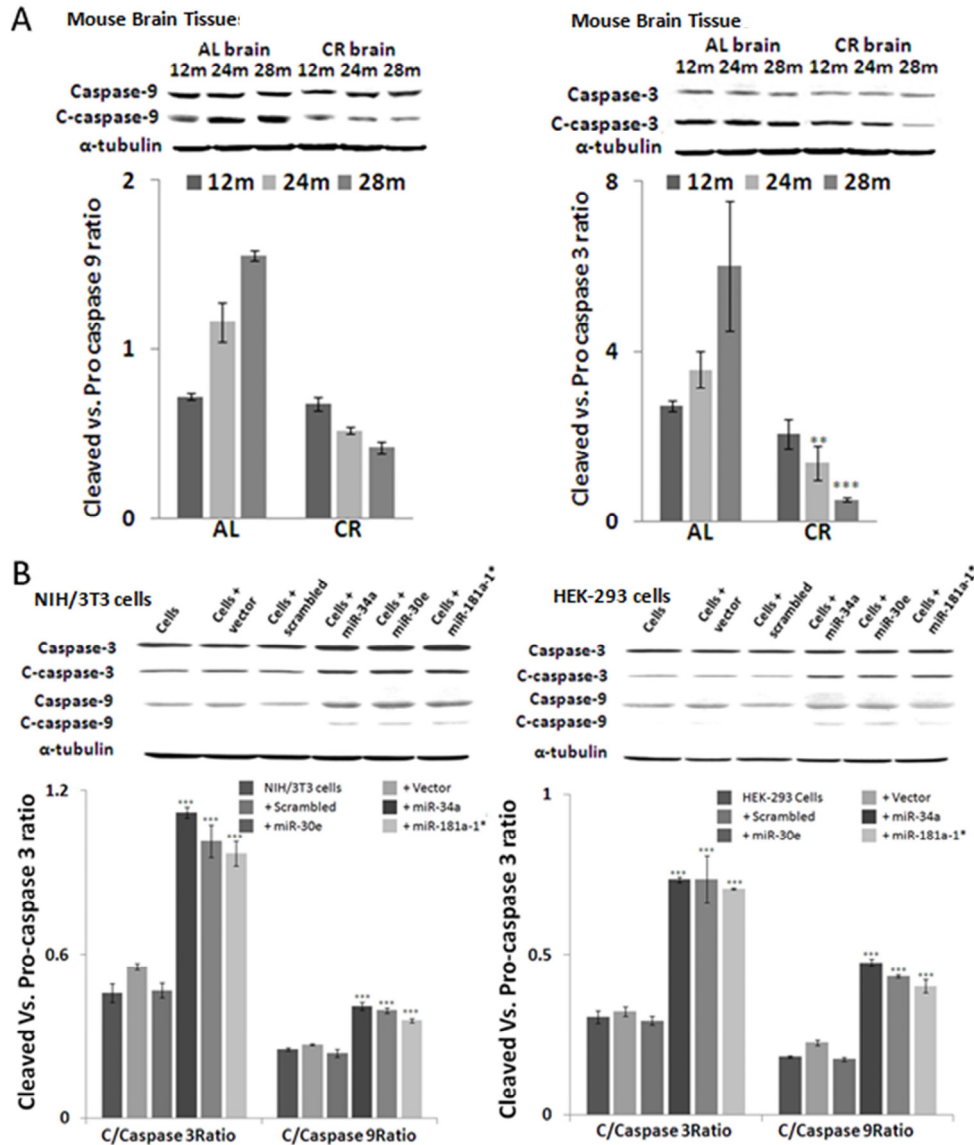 A
Mouse Brain Tissue
AL brain CR brain
12m 24m 28m 12m 24m 28m
Caspase-9
C-caspase-9
α-tubulin
2
12m 24m 28m
Cleaved vs. Pro caspase 9 ratio
1
0
AL CR
Mouse Brain Tissue
AL brain CR brain
12m 24m 28m 12m 24m 28m
Caspase-3
C-caspase-3
α-tubulin
8
12m 24m 28m
Cleaved vs. Pro caspase 3 ratio
4
** ***
0
AL CR
B
NIH/3T3 cells
Cells
Cells + vector
Cells + scrambled
Cells + miR-34a
Cells + miR-30e
Cells + miR-181a-1*
Caspase-3
C-caspase-3
Caspase-9
C-caspase-9
α-tubulin
1.2
NIH/3T3 cells + Vector
+ Scrambled + miR-34a
+ miR-30e + miR-181a-1*
Cleaved Vs. Pro-caspase 3 ratio
*** *** ***
0.6
*** *** ***
0
C/Caspase 3Ratio C/Caspase 9Ratio
HEK-293 cells
Cells
Cells + vector
Cells + scrambled
Cells + miR-34a
Cells + miR-30e
Cells + miR-181a-1*
Caspase-3
C-caspase-3
Caspase-9
C-caspase-9
α-tubulin
1
HEK-293 Cells + Vector
+ Scrambled + miR-34a
+ miR-30e + miR-181a-1*
Cleaved Vs. Pro-caspase 3 ratio
*** *** ***
0.5
*** *** ***
0
C/Caspase 3Ratio C/Caspase 9Ratio